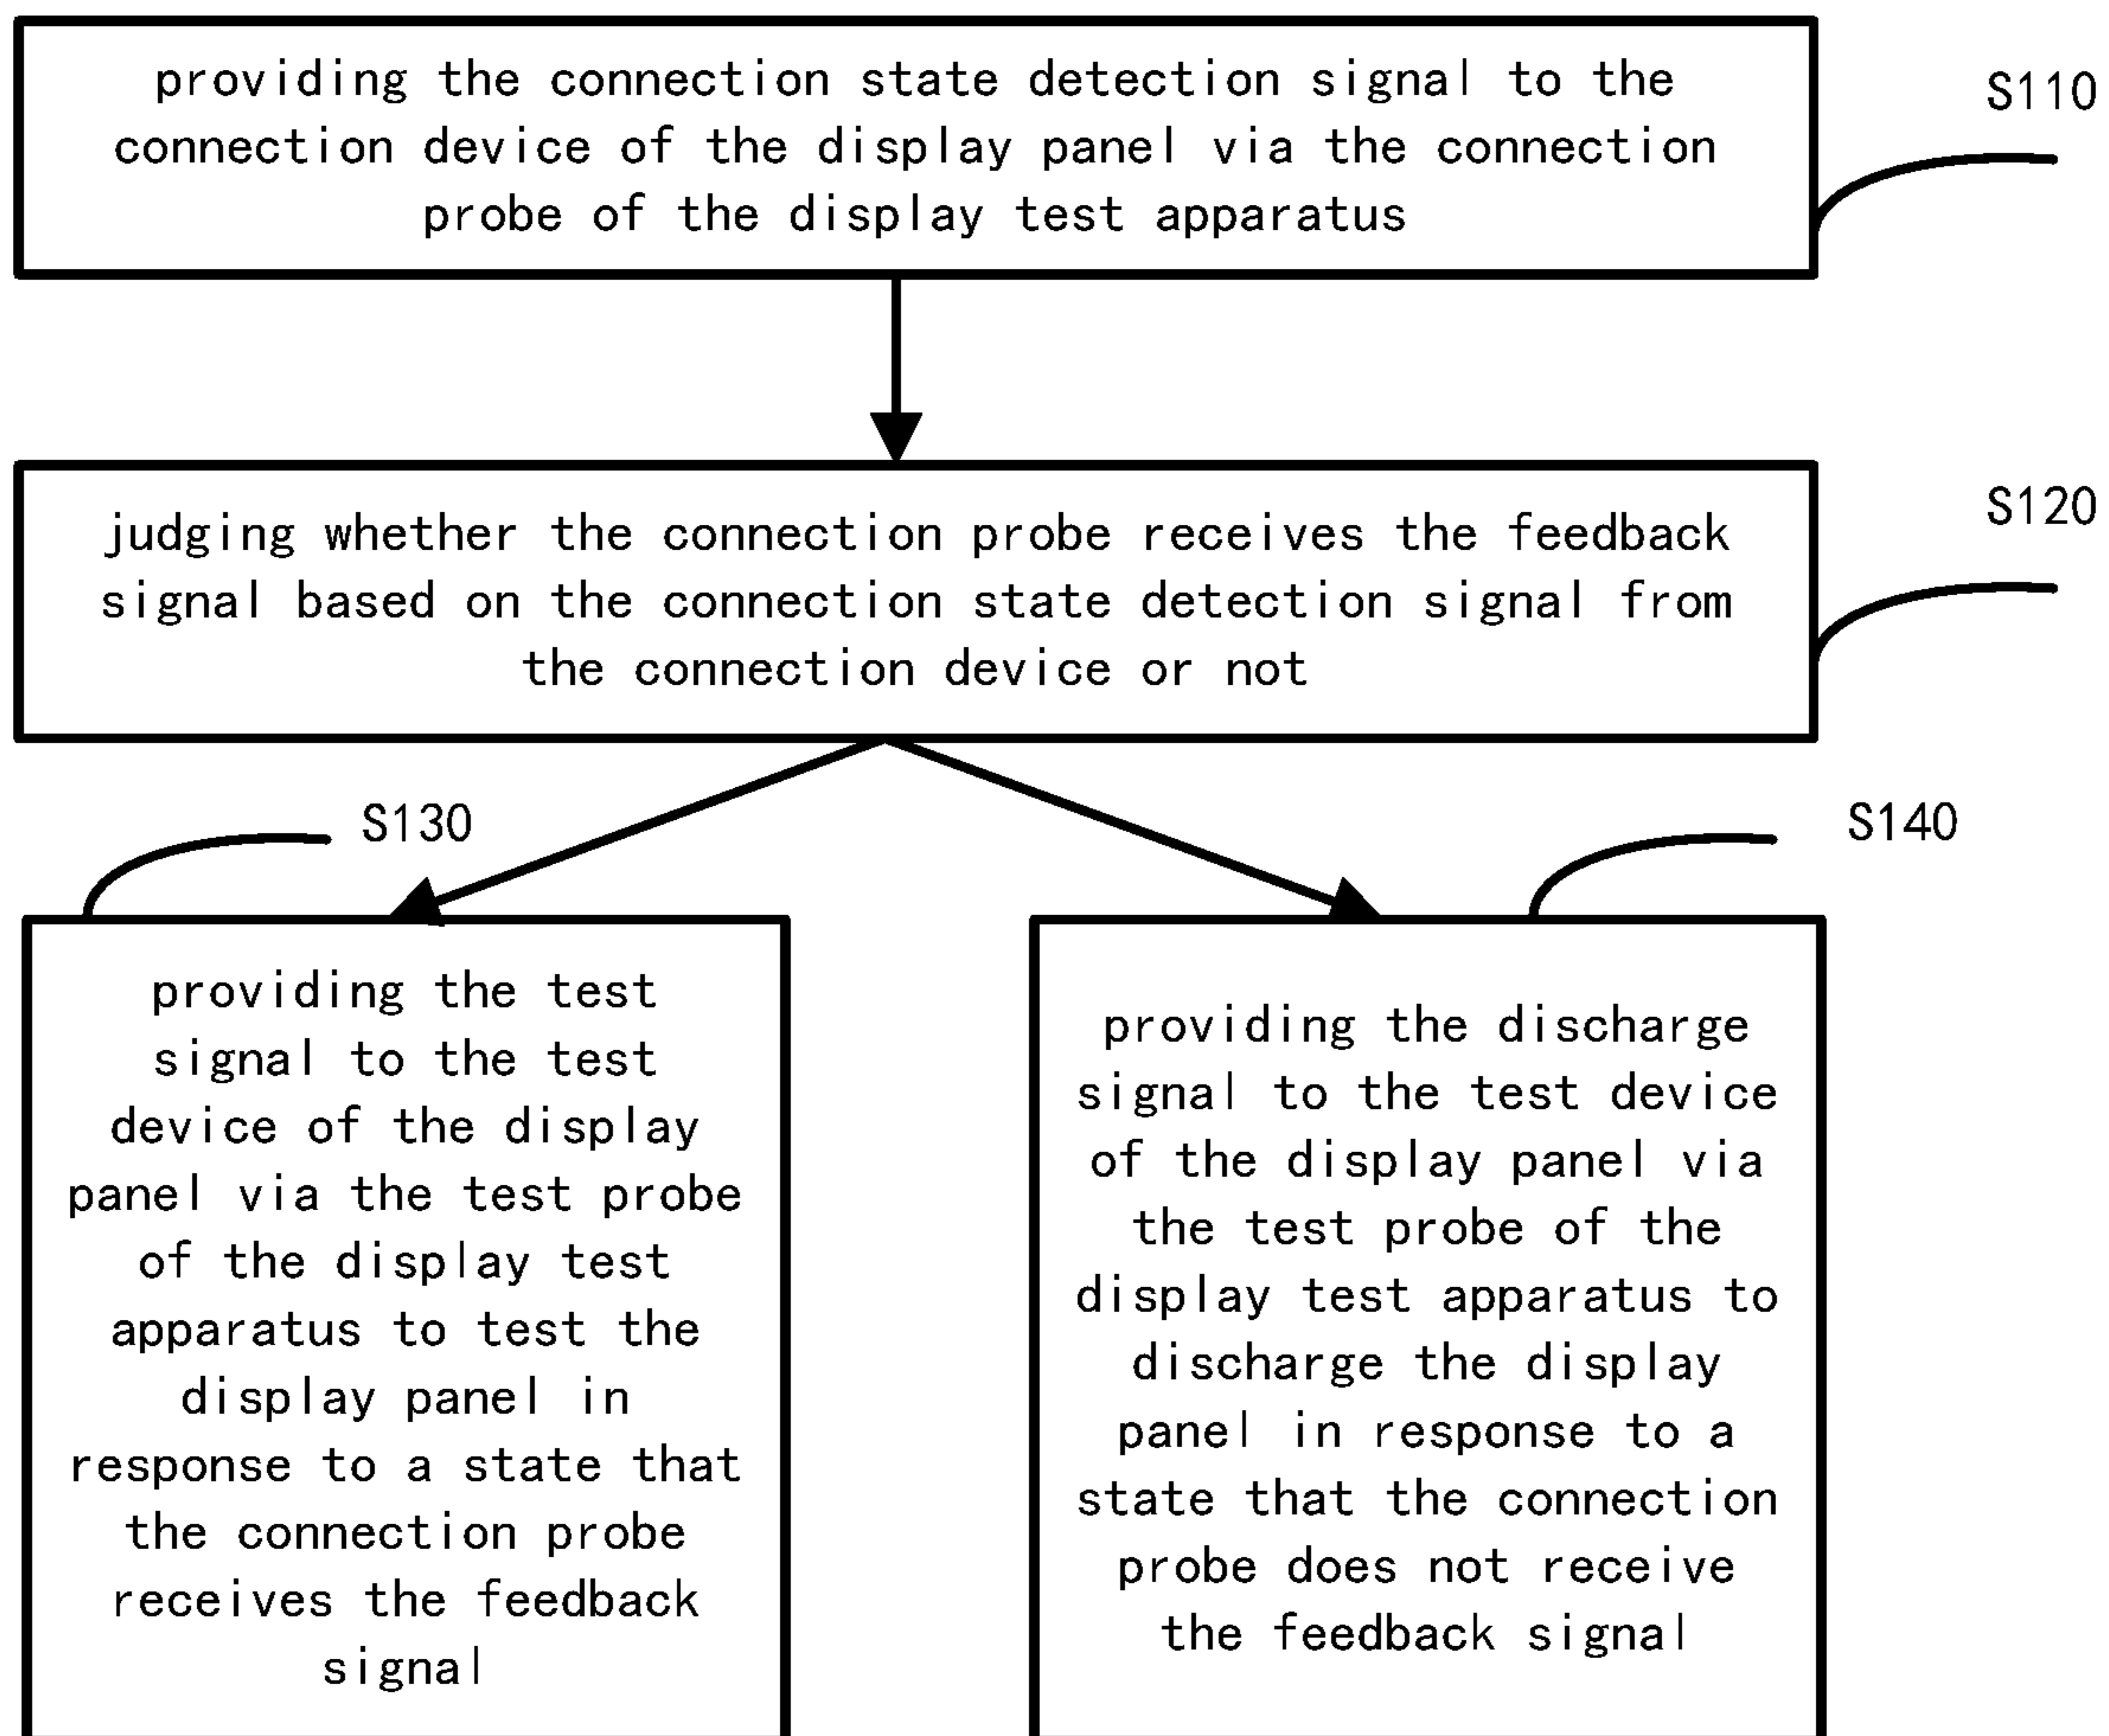 providing the connection state detection signal to the
connection device of the display panel via the connection
probe of the display test apparatus
S110
judging whether the connection probe receives the feedback
signal based on the connection state detection signal from
the connection device or not
S120
S130
providing the test
signal to the test
device of the display
panel via the test probe
of the display test
apparatus to test the
display panel in
response to a state that
the connection probe
receives the feedback
signal
S140
providing the discharge
signal to the test device
of the display panel via
the test probe of the
display test apparatus to
discharge the display
panel in response to a
state that the connection
probe does not receive
the feedback signal